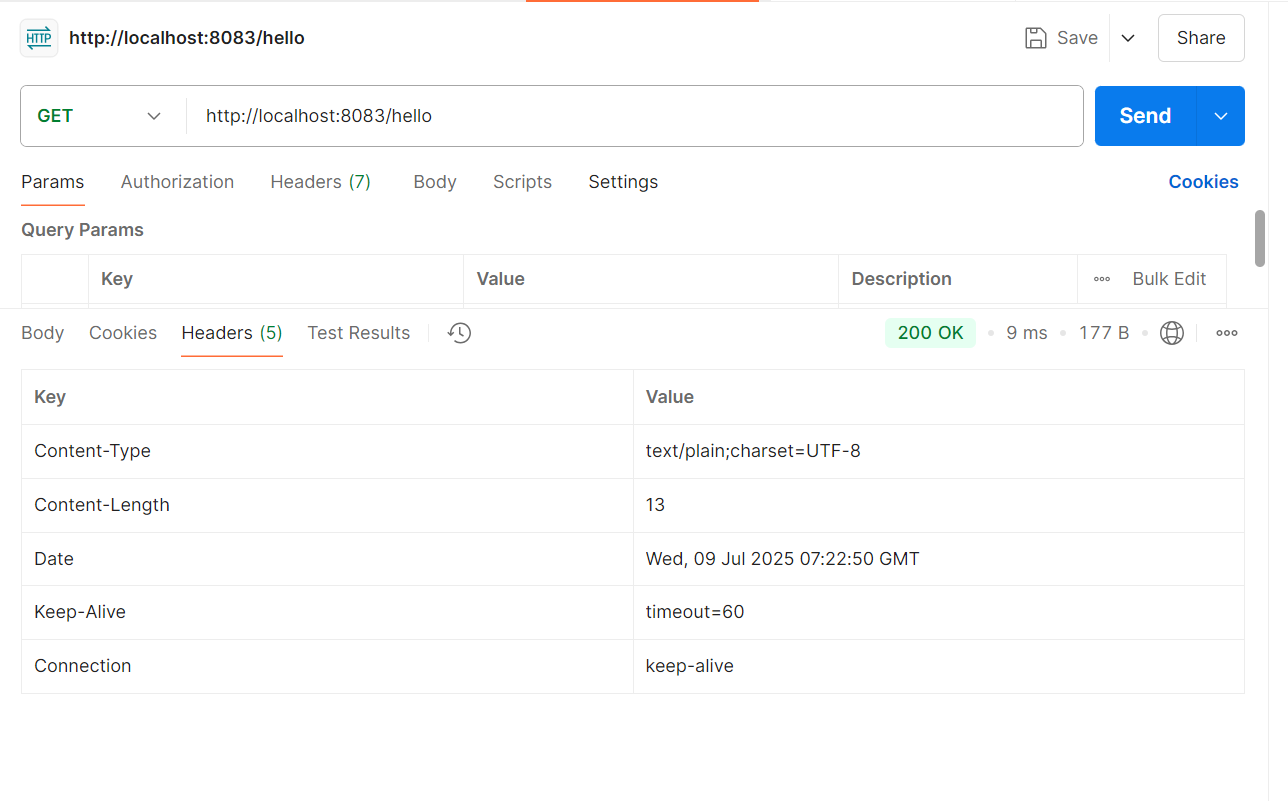 HTTP http://localhost:8083/hello Save Share
GET http://localhost:8083/hello Send
Params Authorization Headers (7) Body Scripts Settings Cookies
Query Params
Key Value Description Bulk Edit
Body Cookies Headers (5) Test Results 200 OK 9 ms 177 B
Key Value
Content-Type text/plain;charset=UTF-8
Content-Length 13
Date Wed, 09 Jul 2025 07:22:50 GMT
Keep-Alive timeout=60
Connection keep-alive